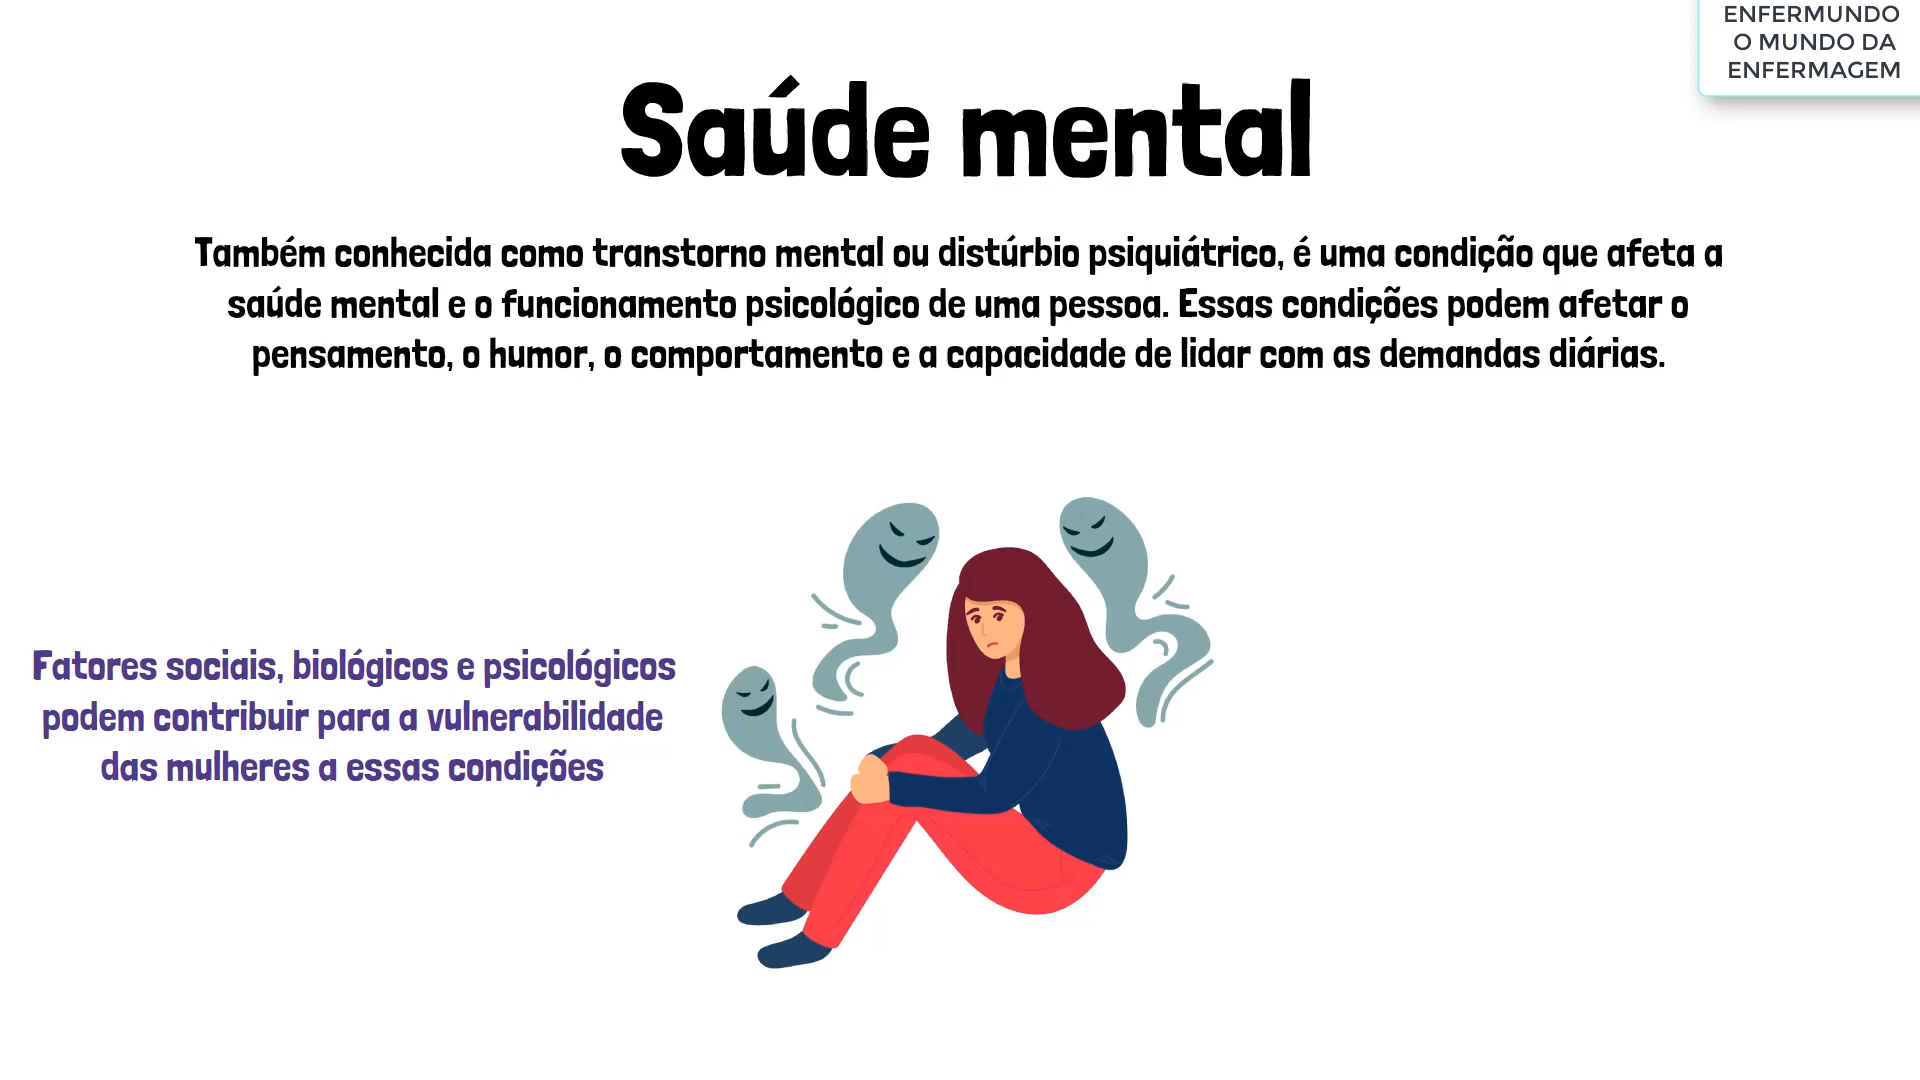 ENFERMUNDO
O MUNDO DA
ENFERMAGEM
Saúde mental
Também conhecida como transtorno mental ou distúrbio psiquiátrico, é uma condição que afeta a
saúde mental e o funcionamento psicológico de uma pessoa. Essas condições podem afetar o
pensamento, o humor, o comportamento e a capacidade de lidar com as demandas diárias.
Fatores sociais, biológicos e psicológicos
podem contribuir para a vulnerabilidade
das mulheres a essas condições